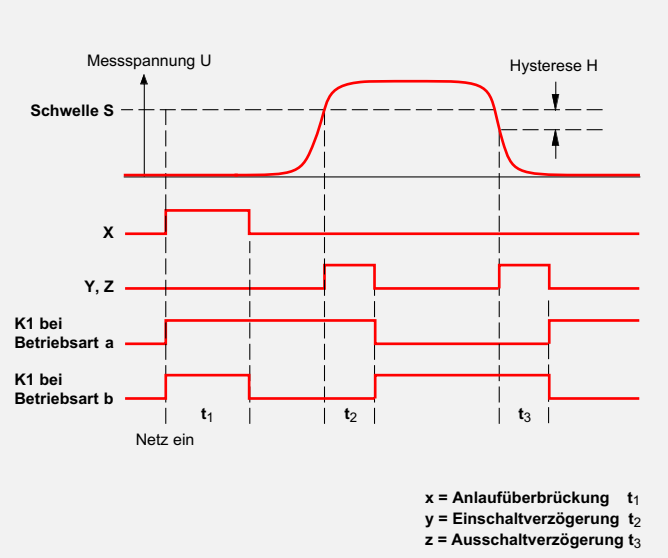 Messspannung U
Hysterese H
Schwelle S
X
Y, Z
K1 bei
Betriebsart a
K1 bei
Betriebsart b
t1 t2 t3
Netz ein
x = Anlaufüberbrückung t1
y = Einschaltverzögerung t2
z = Ausschaltverzögerung t3